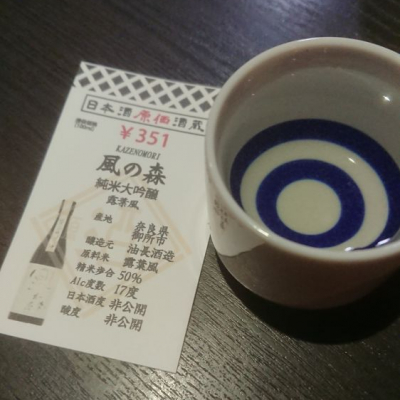 日本酒原価酒蔵
¥351
KAZENOMORI
風の森
純米大吟醸
露葉風
産地 奈良県
御所市
醸造元 油長酒造
原料米 露葉風
精米歩合 50%
Alc度数 17度
日本酒度 非公開
酸度 非公開